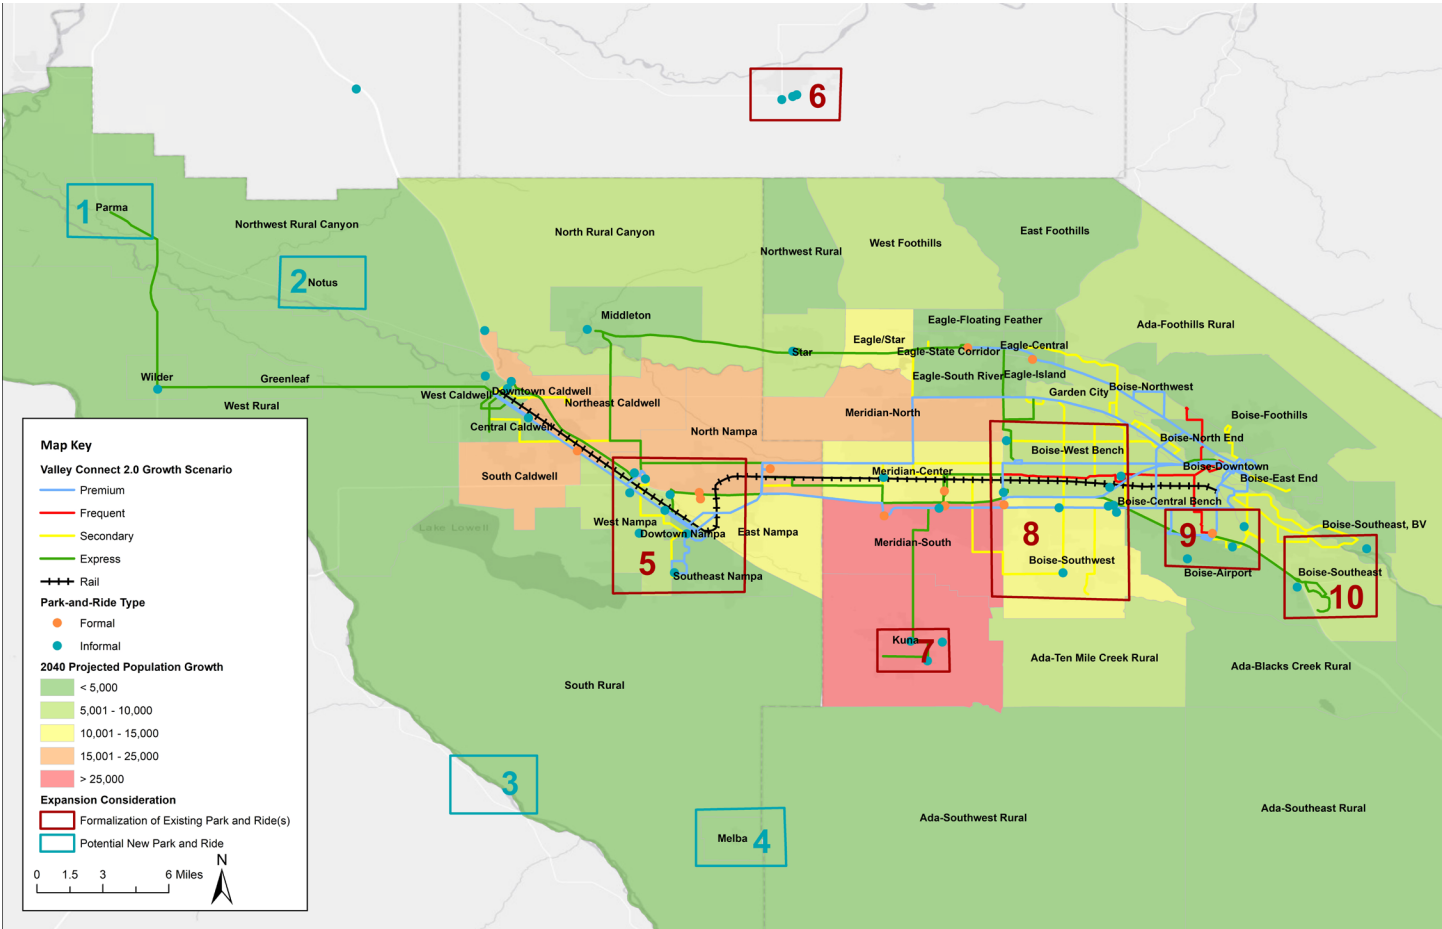 6
1 Parma
Northwest Rural Canyon
North Rural Canyon
Northwest Rural
West Foothills
East Foothills
2 Notus
Middleton
Eagle-Floating Feather
Ada-Foothills Rural
Star
Eagle/Star
Eagle-State Corridor
Eagle-Central
Wilder
Greenleaf
West Rural
West Caldwell
Downtown Caldwell
Northeast Caldwell
Eagle-South River
Eagle-Island
Garden City
Boise-Northwest
Central Caldwell
North Nampa
Meridian-North
Boise-Foothills
Boise-North End
Boise-West Bench
South Caldwell
Meridian-Center
Boise-Downtown
Boise-East End
Boise-Central Bench
Lake Lowell
West Nampa
Dowtown Nampa
East Nampa
Meridian-South
8
9
Boise-Southeast, BV
5
Southeast Nampa
Boise-Southwest
Boise-Airport
Boise-Southeast
10
Kuna
7
Ada-Ten Mile Creek Rural
Ada-Blacks Creek Rural
South Rural
3
Melba 4
Ada-Southwest Rural
Ada-Southeast Rural
Map Key
Valley Connect 2.0 Growth Scenario
Premium
Frequent
Secondary
Express
Rail
Park-and-Ride Type
Formal
Informal
2040 Projected Population Growth
< 5,000
5,001 - 10,000
10,001 - 15,000
15,001 - 25,000
> 25,000
Expansion Consideration
Formalization of Existing Park and Ride(s)
Potential New Park and Ride
N
0 1.5 3 6 Miles